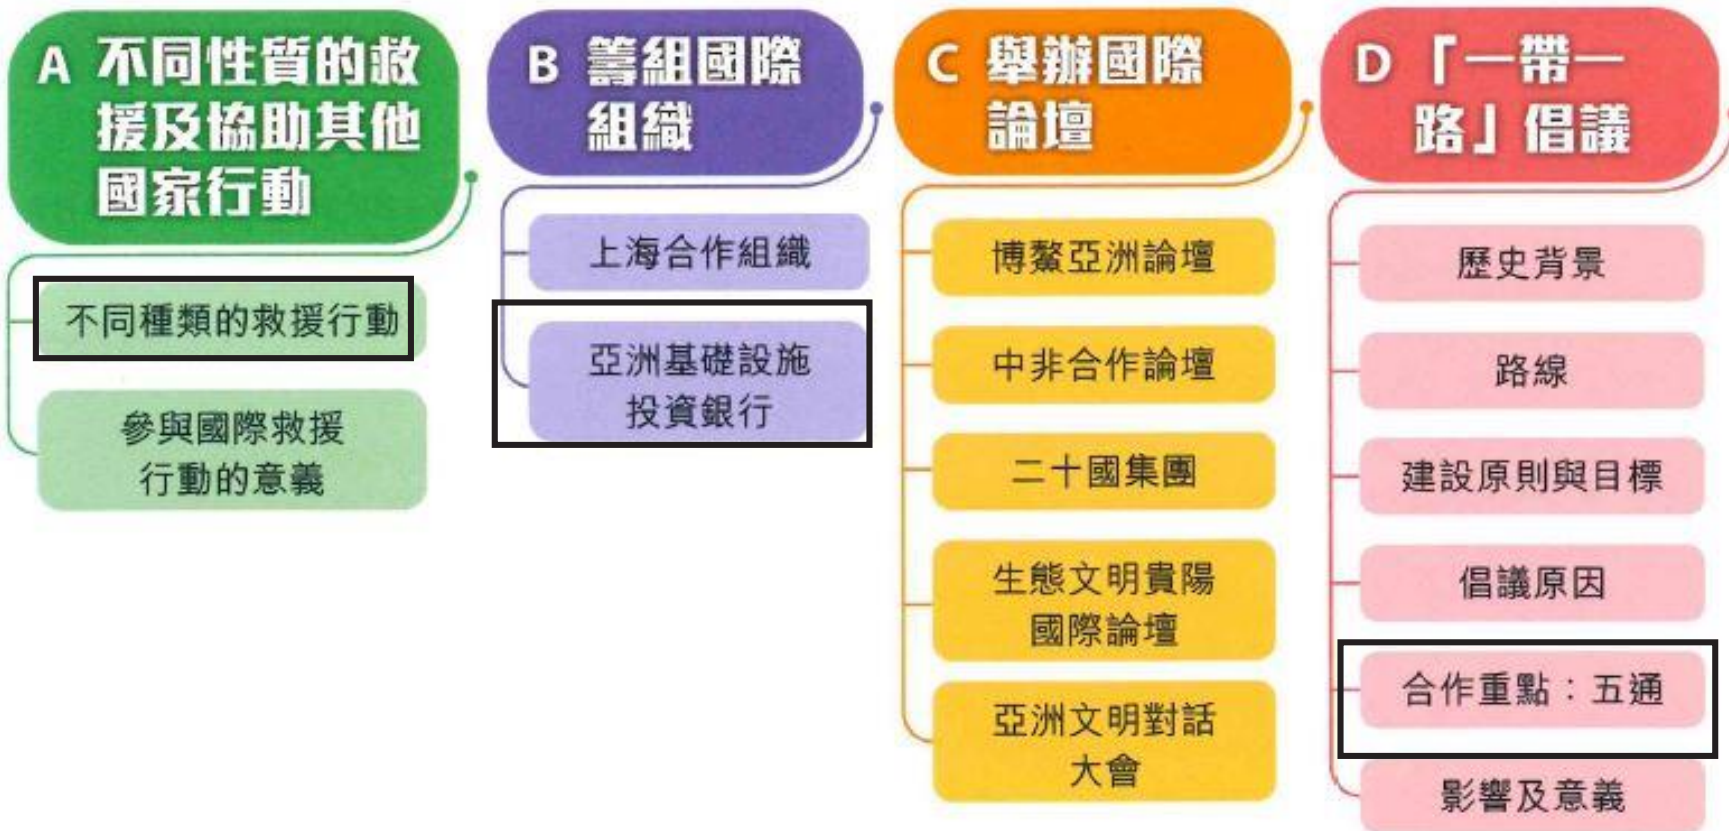 A 不同性質的救
援及協助其他
國家行動
不同種類的救援行動
參與國際救援
行動的意義
B 籌組國際
組織
上海合作組織
亞洲基礎設施
投資銀行
C 舉辦國際
論壇
博鰲亞洲論壇
中非合作論壇
二十國集團
生態文明貴陽
國際論壇
亞洲文明對話
大會
D 「一帶一
路」倡議
歷史背景
路線
建設原則與目標
倡議原因
合作重點：五通
影響及意義